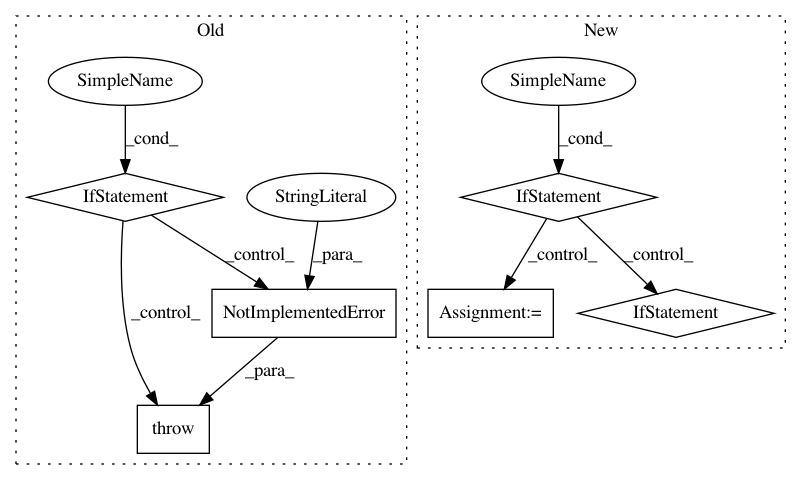 Old
New
SimpleName
SimpleName
_cond_
_cond_
IfStatement
StringLiteral
IfStatement
_control_
_para_
_control_
_control_
_control_
NotImplementedError
Assignment:=
IfStatement
_para_
throw